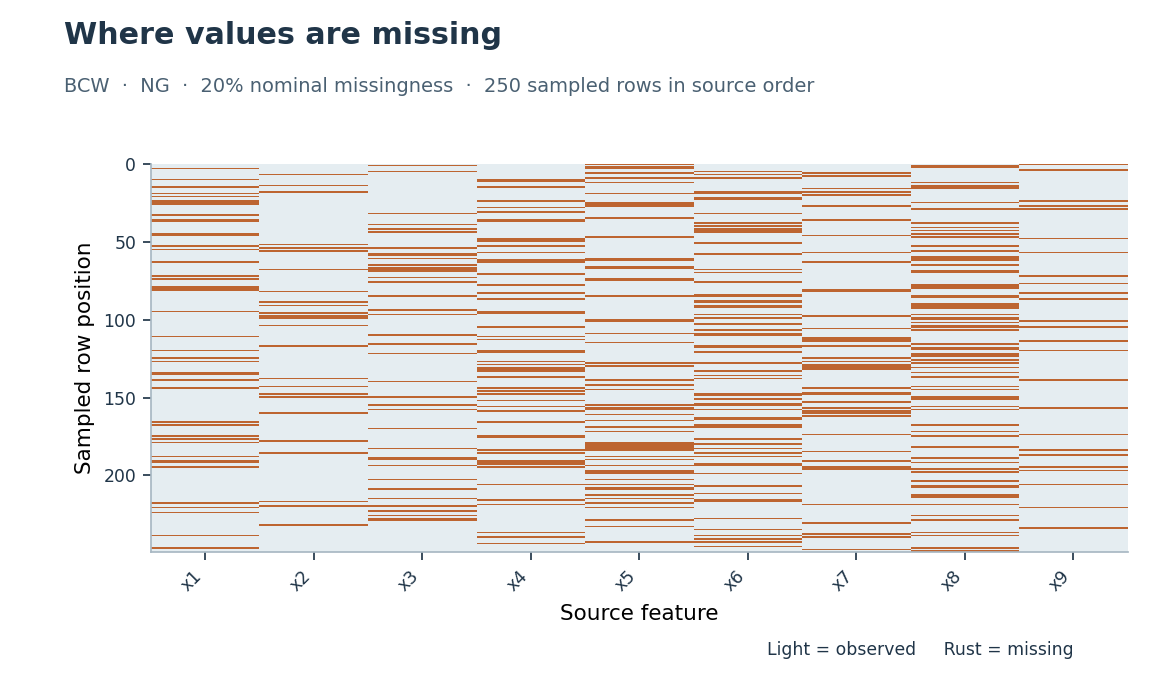 Where values are missing
BCW · NG · 20% nominal missingness · 250 sampled rows in source order
0
50
100
150
200
Sampled row position
x1 x2 x3 x4 x5 x6 x7 x8 x9
Source feature
Light = observed Rust = missing